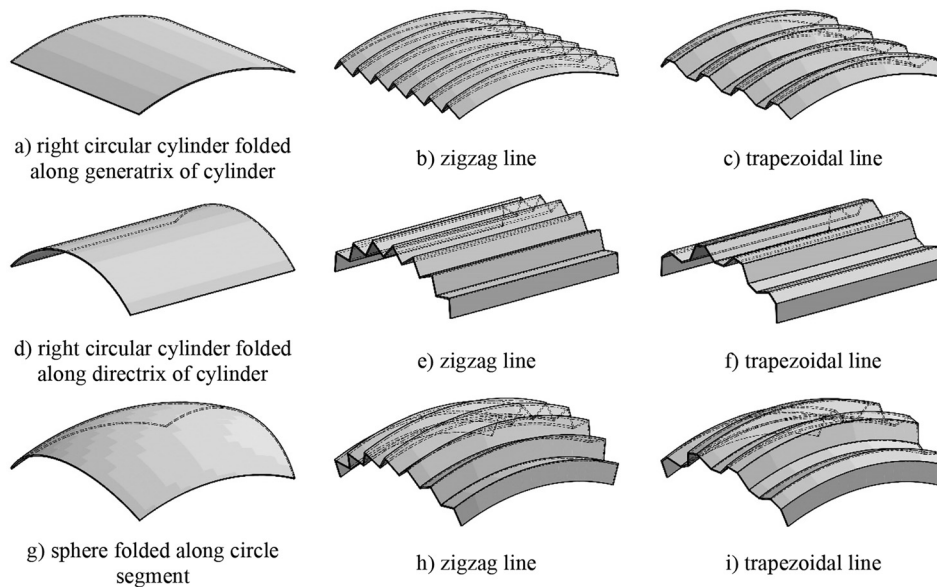 a) right circular cylinder folded
along generatrix of cylinder
b) zigzag line
c) trapezoidal line
d) right circular cylinder folded
along directrix of cylinder
e) zigzag line
f) trapezoidal line
g) sphere folded along circle
segment
h) zigzag line
i) trapezoidal line